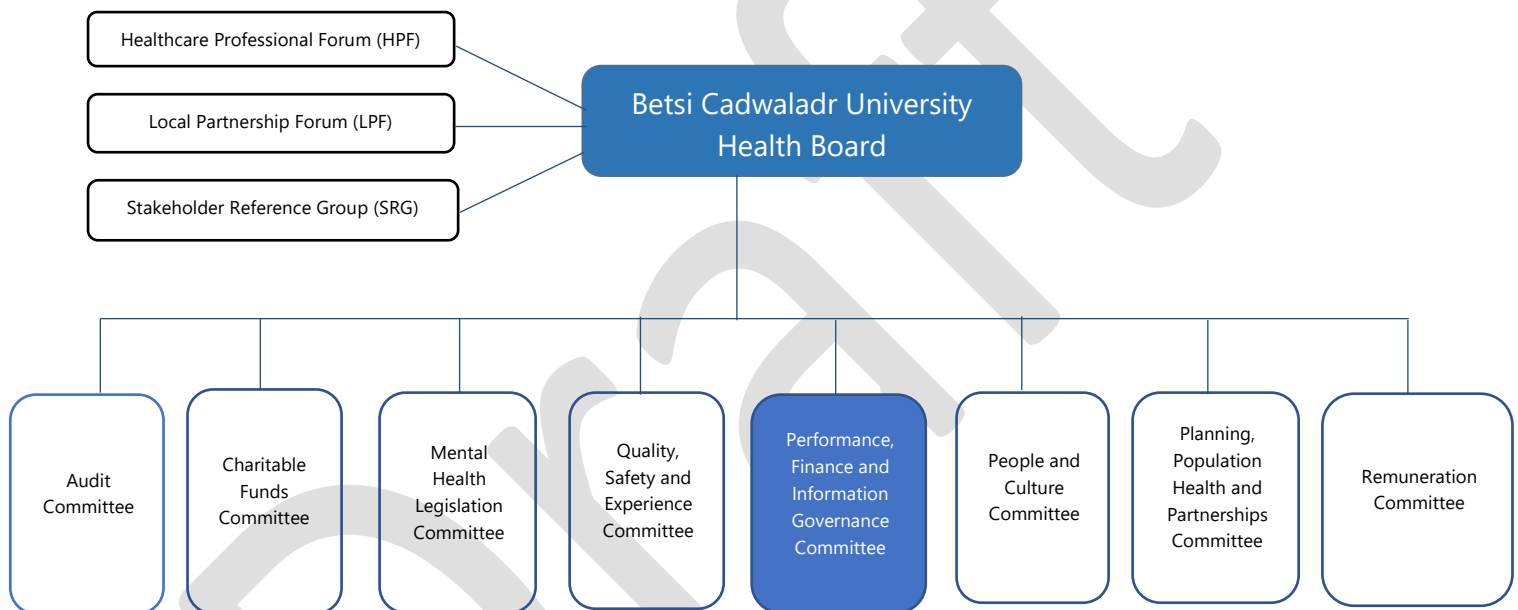 Healthcare Professional Forum (HPF)
Local Partnership Forum (LPF)
Stakeholder Reference Group (SRG)
Betsi Cadwaladr University
Health Board
Audit
Committee
Charitable
Funds
Committee
Mental
Health
Legislation
Committee
Quality,
Safety and
Experience
Committee
Performance,
Finance and
Information
Governance
Committee
People and
Culture
Committee
Planning,
Population
Health and
Partnerships
Committee
Remuneration
Committee
Draft